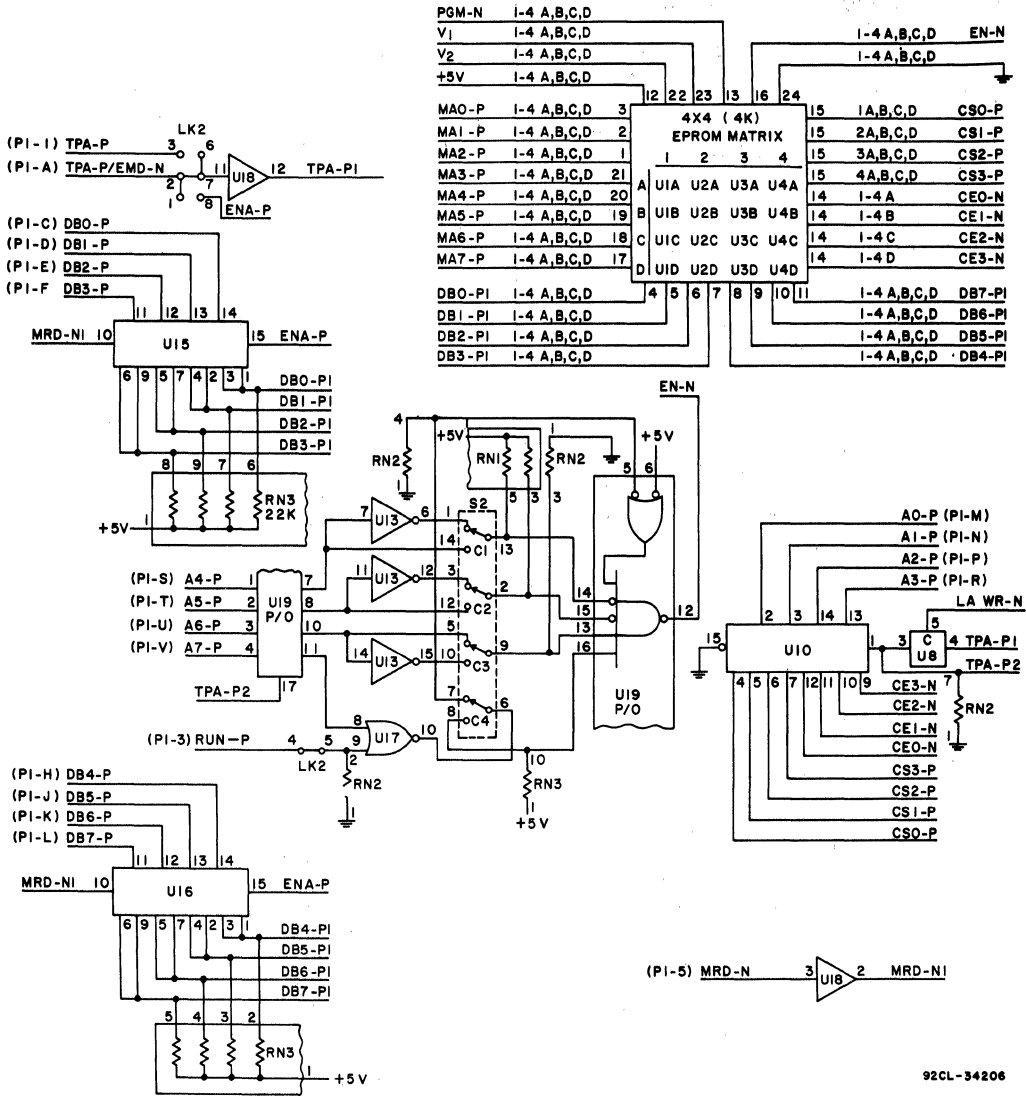 PGM-N 1-4 A,B,C,D
V1 1-4 A,B,C,D
V2 1-4 A,B,C,D
+5V 1-4 A,B,C,D
1-4 A,B,C,D EN-N
1-4 A,B,C,D
12 22 23 13 16 24
MA0-P 1-4 A,B,C,D 3
MA1-P 1-4 A,B,C,D 2
MA2-P 1-4 A,B,C,D 1
MA3-P 1-4 A,B,C,D 21
MA4-P 1-4 A,B,C,D 20
MA5-P 1-4 A,B,C,D 19
MA6-P 1-4 A,B,C,D 18
MA7-P 1-4 A,B,C,D 17
4X4 (4K)
EPROM MATRIX
1 2 3 4
A U1A U2A U3A U4A
B U1B U2B U3B U4B
C U1C U2C U3C U4C
D U1D U2D U3D U4D
15 1A,B,C,D CS0-P
15 2A,B,C,D CS1-P
15 3A,B,C,D CS2-P
15 4A,B,C,D CS3-P
14 1-4A CE0-N
14 1-4B CE1-N
14 1-4C CE2-N
14 1-4D CE3-N
4 5 6 7 8 9 10 11
DB0-P1 1-4 A,B,C,D
DB1-P1 1-4 A,B,C,D
DB2-P1 1-4 A,B,C,D
DB3-P1 1-4 A,B,C,D
1-4 A,B,C,D DB7-P1
1-4 A,B,C,D DB6-P1
1-4 A,B,C,D DB5-P1
1-4 A,B,C,D DB4-P1
LK2
(P1-1) TPA-P 3 6
(P1-A) TPA-P/EMD-N 2 7 11 U18 12 TPA-P1
1 8 ENA-P
(P1-C) DB0-P
(P1-D) DB1-P
(P1-E) DB2-P
(P1-F DB3-P
11 12 13 14
MRD-N1 10 U15 15 ENA-P
6 9 5 7 4 2 3 1
DB0-P1
DB1-P1
DB2-P1
DB3-P1
8 9 7 6
RN3
22K
+5V 1
EN-N
4 +5V 1 +5V
RN2 RN1 RN2
1 5 3 3
5 6
S2
7 U13 6 1 13
14 C1
11 U13 12 3 2
12 C2
5 9
14 U13 15 10 C3
7 6
8 C4
14
15
13
16
12
U19
P/O
(P1-S) A4-P 1 7
(P1-T) A5-P 2 8
(P1-U) A6-P 3 10
(P1-V) A7-P 4 11
U19
P/O
TPA-P2 17
(P1-3) RUN-P 4 5 9
LK2
8 U17 10
2 RN2
1
10
RN3
1
+5V
A0-P (P1-M)
A1-P (P1-N)
A2-P (P1-P)
A3-P (P1-R)
LA WR-N
2 3 14 13
15 U10 1
3 C U8 5 4 TPA-P1
TPA-P2
7
RN2
1
4 5 6 7 12 11 10 9
CE3-N
CE2-N
CE1-N
CE0-N
CS3-P
CS2-P
CS1-P
CS0-P
(P1-H) DB4-P
(P1-J) DB5-P
(P1-K) DB6-P
(P1-L) DB7-P
11 12 13 14
MRD-N1 10 U16 15 ENA-P
6 9 5 7 4 2 3 1
DB4-P1
DB5-P1
DB6-P1
DB7-P1
5 4 3 2
RN3
1 +5V
(P1-5) MRD-N 3 U18 2 MRD-N1
92CL-34206